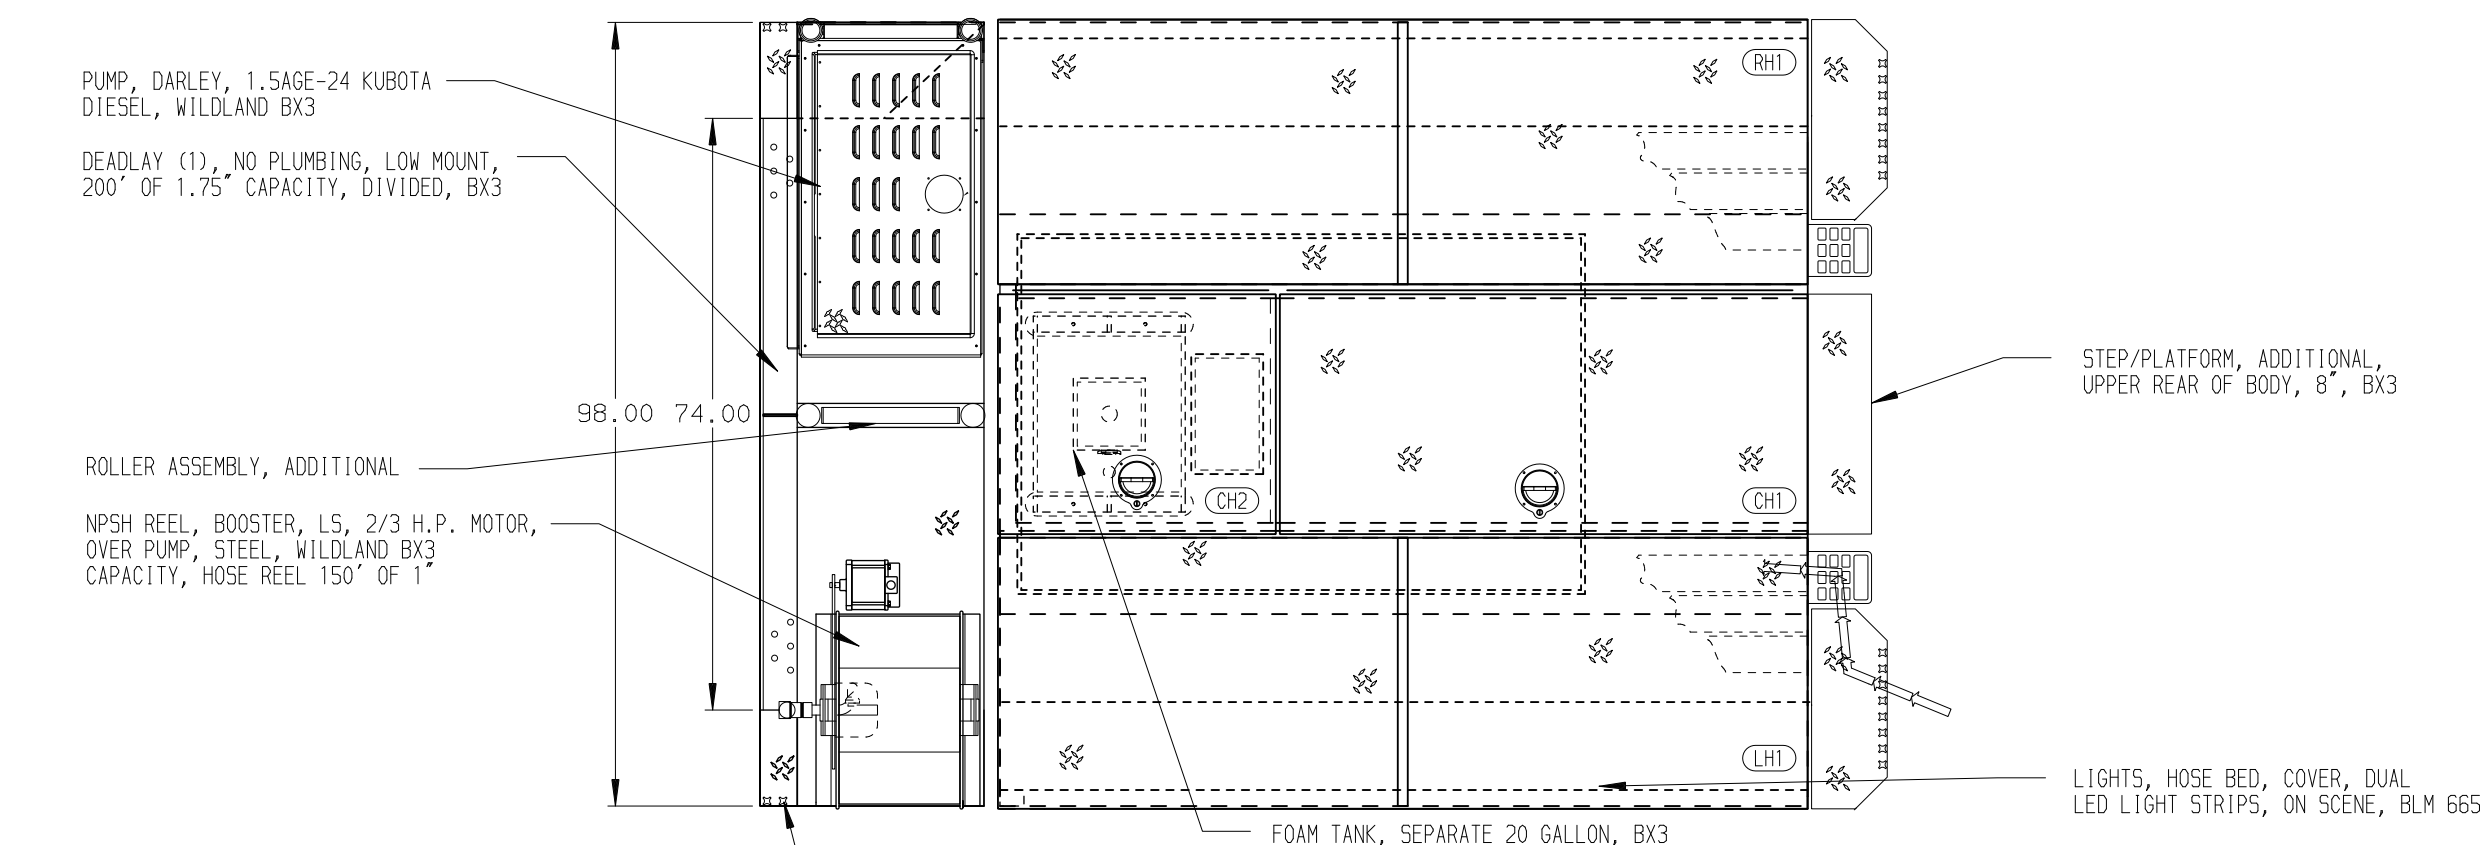 PUMP, DARLEY, 1.5AGE-24 KUBOTA
DIESEL, WILDLAND BX3
DEADLAY (1), NO PLUMBING, LOW MOUNT,
200' OF 1.75" CAPACITY, DIVIDED, BX3
98.00
74.00
ROLLER ASSEMBLY, ADDITIONAL
NPSH REEL, BOOSTER, LS, 2/3 H.P. MOTOR,
OVER PUMP, STEEL, WILDLAND BX3
CAPACITY, HOSE REEL 150' OF 1"
RH1
CH2
CH1
LH1
STEP/PLATFORM, ADDITIONAL,
UPPER REAR OF BODY, 8", BX3
LIGHTS, HOSE BED, COVER, DUAL
LED LIGHT STRIPS, ON SCENE, BLM 665
FOAM TANK, SEPARATE 20 GALLON, BX3